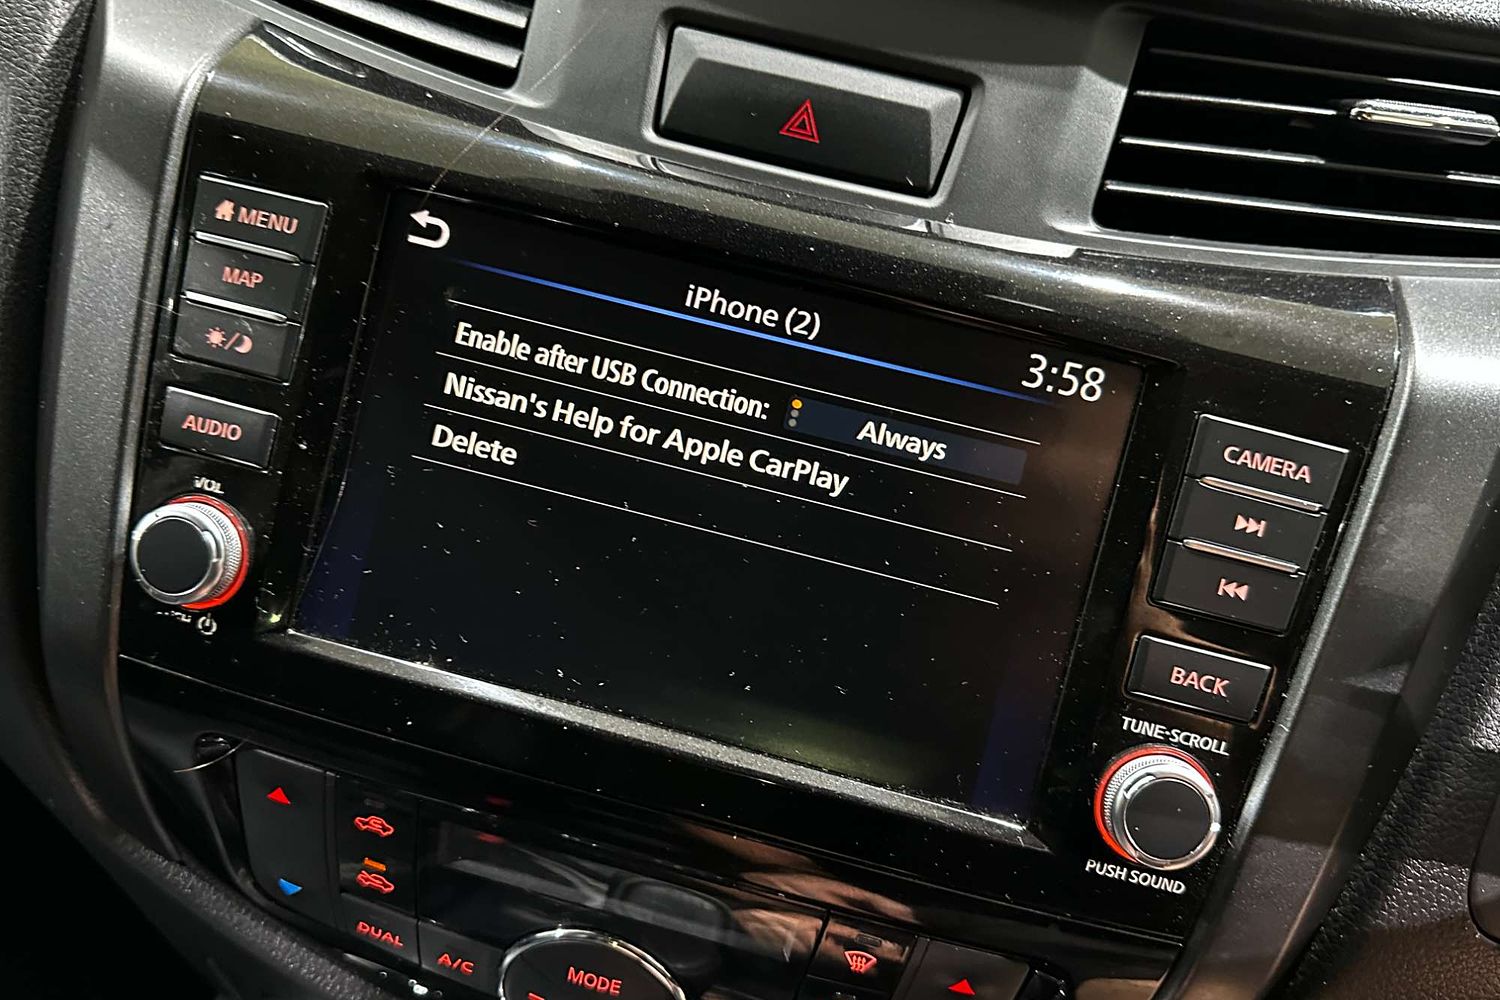 MENU
MAP
AUDIO
VOL
iPhone (2)
3:58
Enable after USB Connection:
Always
Nissan's Help for Apple CarPlay
Delete
CAMERA
BACK
TUNE·SCROLL
PUSH SOUND
DUAL
A/C
MODE